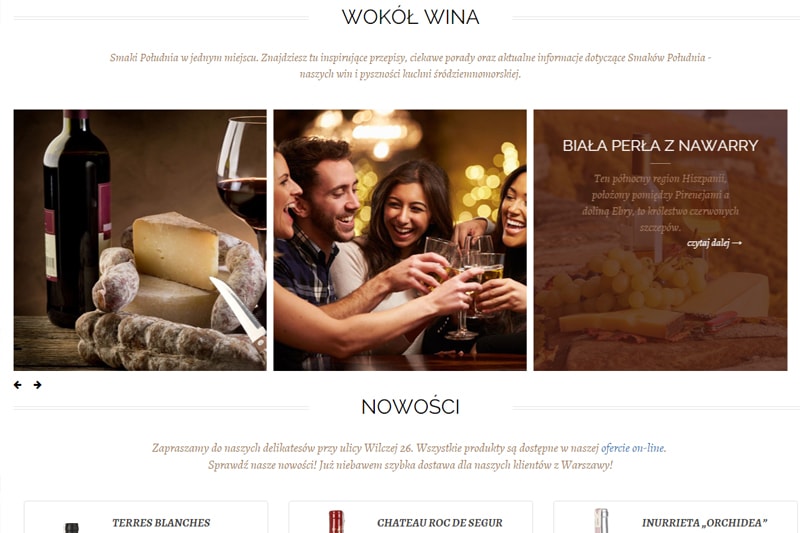 WOKÓŁ WINA
Smaki Południa w jednym miejscu. Znajdziesz tu inspirujące przepisy, ciekawe porady oraz aktualne informacje dotyczące Smaków Południa -
naszych win i pyszności kuchni śródziemnomorskiej.
BIAŁA PERŁA Z NAWARRY
Ten północny region Hiszpanii,
położony pomiędzy Pirenejami a
doliną Ebry, to królestwo czerwonych
szczepów.
czytaj dalej →
NOWOŚCI
Zapraszamy do naszych delikatesów przy ulicy Wilczej 26. Wszystkie produkty są dostępne w naszej ofercie on-line.
Sprawdź nasze nowości! Już niebawem szybka dostawa dla naszych klientów z Warszawy!
TERRES BLANCHES
CHATEAU ROC DE SEGUR
INURRIETA „ORCHIDEA”